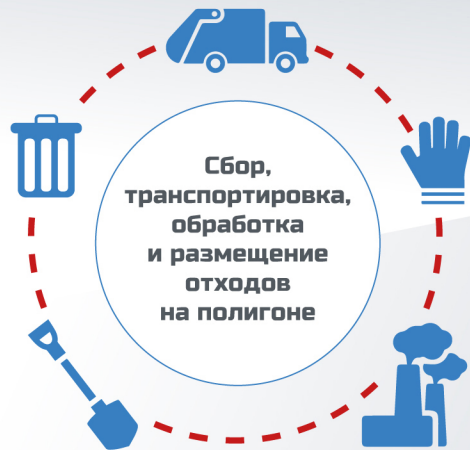 Сбор,
транспортировка,
обработка
и размещение
отходов
на полигоне